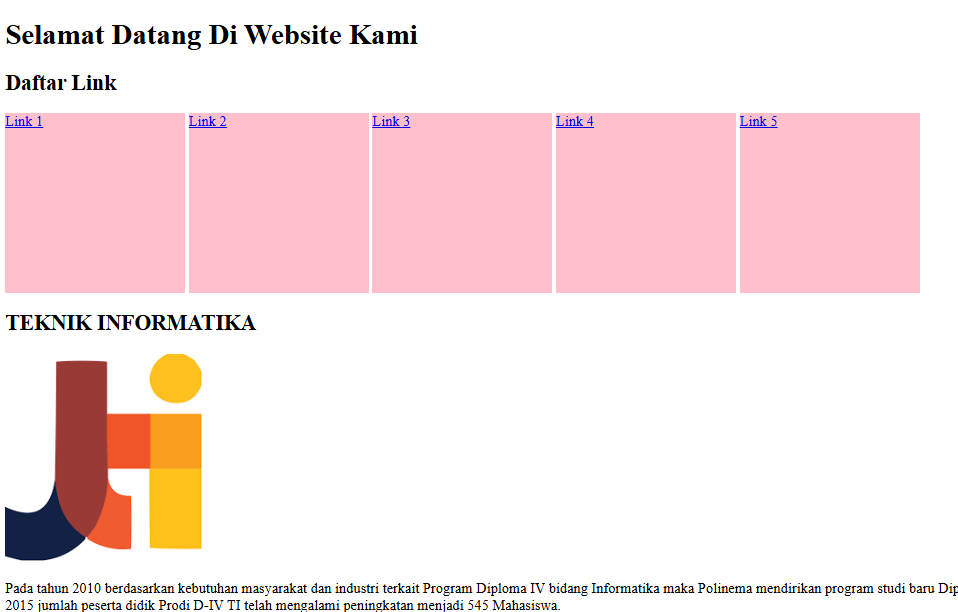 Selamat Datang Di Website Kami
Daftar Link
Link 1 Link 2 Link 3 Link 4 Link 5
TEKNIK INFORMATIKA
Jti
Pada tahun 2010 berdasarkan kebutuhan masyarakat dan industri terkait Program Diploma IV bidang Informatika maka Polinema mendirikan program studi baru
2015 jumlah peserta didik Prodi D-IV TI telah mengalami peningkatan menjadi 545 Mahasiswa.